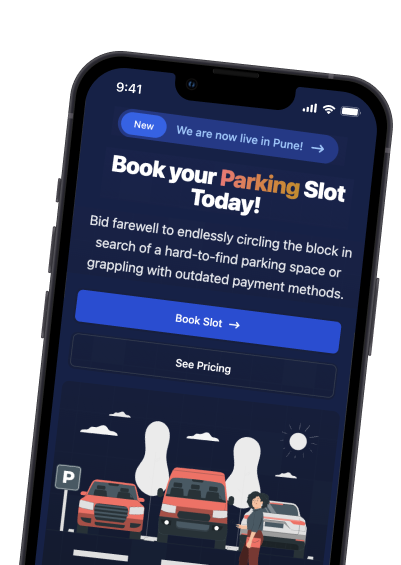 9:41
New We are now live in Pune! →
Book your Parking Slot
Today!
Bid farewell to endlessly circling the block in
search of a hard-to-find parking space or
grappling with outdated payment methods.
Book Slot →
See Pricing
P